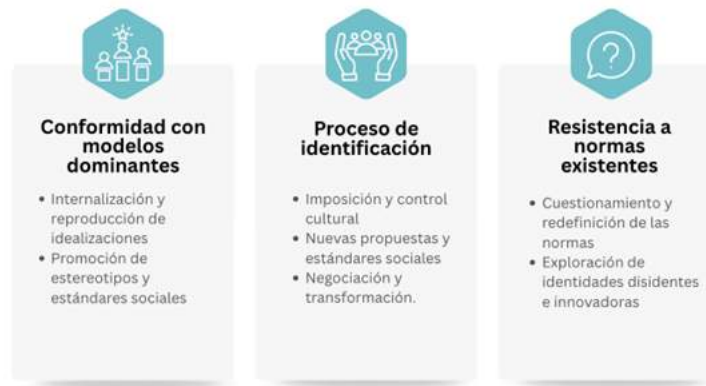 Conformidad con
modelos
dominantes
• Internalización y
reproducción de
idealizaciones
• Promoción de
estereotipos y
estándares sociales
Proceso de
identificación
• Imposición y control
cultural
• Nuevas propuestas y
estándares sociales
• Negociación y
transformación.
Resistencia a
normas
existentes
• Cuestionamiento y
redefinición de las
normas
• Exploración de
identidades disidentes
e innovadoras